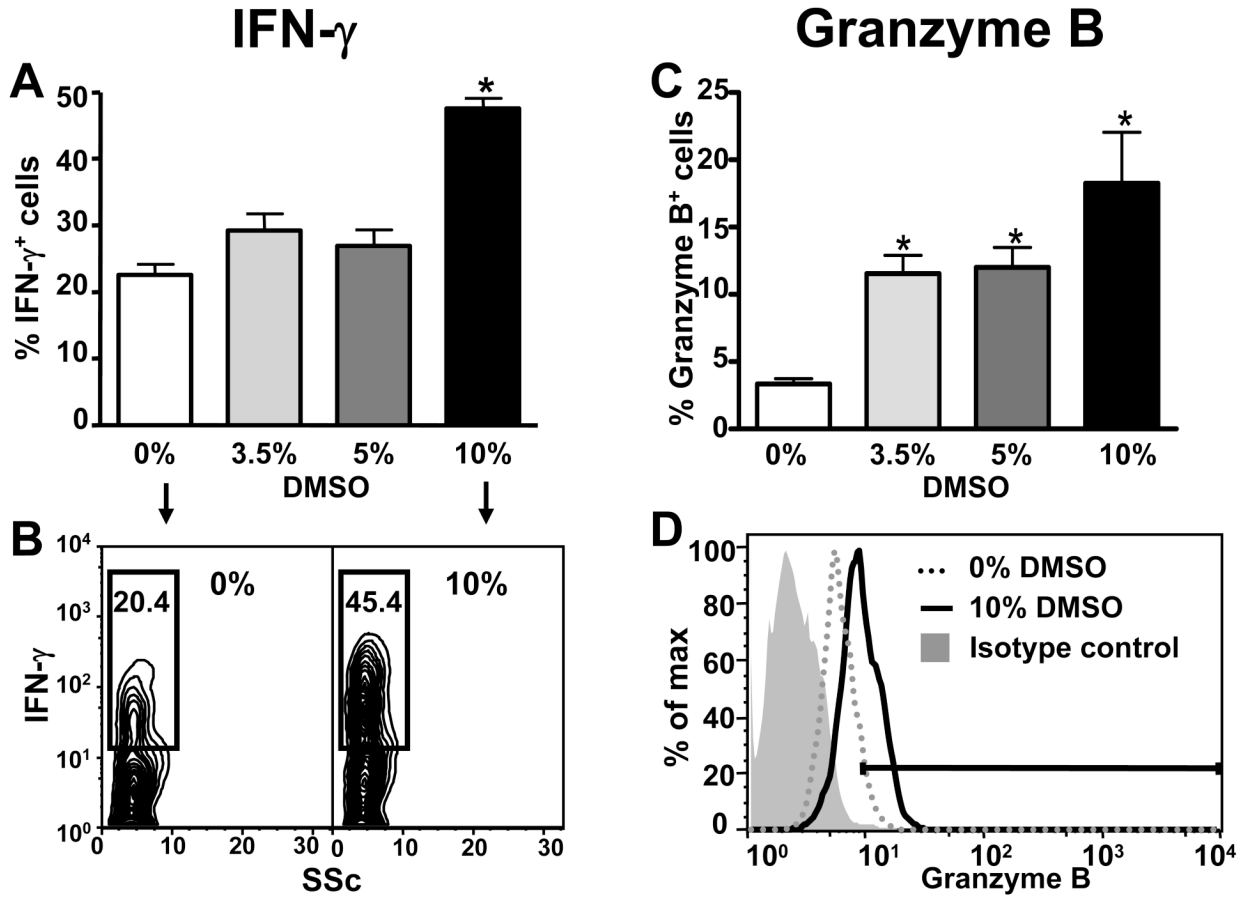 IFN-γ
Granzyme B
A
% IFN-γ+ cells
50
40
30
20
10
0
*
0% 3.5% 5% 10%
DMSO
C
% Granzyme B+ cells
25
20
15
10
5
0
* * *
0% 3.5% 5% 10%
DMSO
B
IFN-γ
10^4
10^3
10^2
10^1
10^0
20.4 0%
45.4 10%
0 10 20 30 0 10 20 30
SSc
D
% of max
100
80
60
40
20
0
0% DMSO
10% DMSO
Isotype control
10^0 10^1 10^2 10^3 10^4
Granzyme B